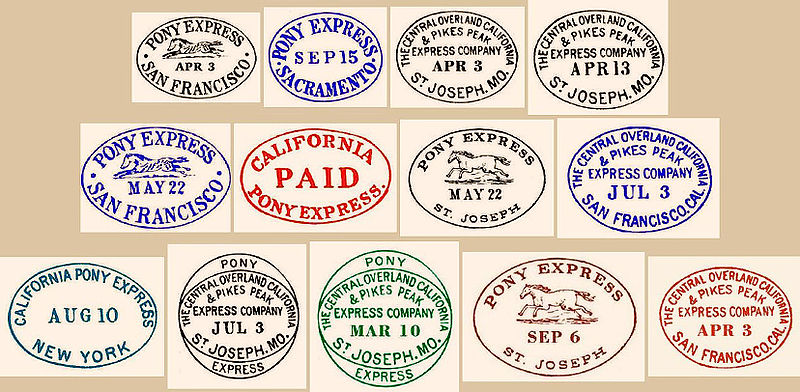 PONY EXPRESS
APR 3
SAN FRANCISCO
PONY EXPRESS
SEP 15
SACRAMENTO
THE CENTRAL OVERLAND CALIFORNIA
& PIKES PEAK
EXPRESS COMPANY
APR 3
ST JOSEPH, MO.
THE CENTRAL OVERLAND CALIFORNIA
& PIKES PEAK
EXPRESS COMPANY
APR 13
ST JOSEPH, MO.
PONY EXPRESS
MAY 22
SAN FRANCISCO
CALIFORNIA
PAID
PONY EXPRESS.
PONY EXPRESS
MAY 22
ST. JOSEPH
THE CENTRAL OVERLAND CALIFORNIA
& PIKES PEAK
EXPRESS COMPANY
JUL 3
SAN FRANCISCO. CAL.
CALIFORNIA PONY EXPRESS
AUG 10
NEW YORK
PONY
THE CENTRAL OVERLAND CALIFORNIA
& PIKES PEAK
EXPRESS COMPANY
JUL 3
ST. JOSEPH. MO.
EXPRESS
PONY
THE CENTRAL OVERLAND CALIFORNIA
& PIKES PEAK
EXPRESS COMPANY
MAR 10
ST. JOSEPH. MO.
EXPRESS
PONY EXPRESS
SEP 6
ST. JOSEPH
THE CENTRAL OVERLAND CALIFORNIA
& PIKES PEAK
EXPRESS COMPANY
APR 3
SAN FRANCISCO. CAL.